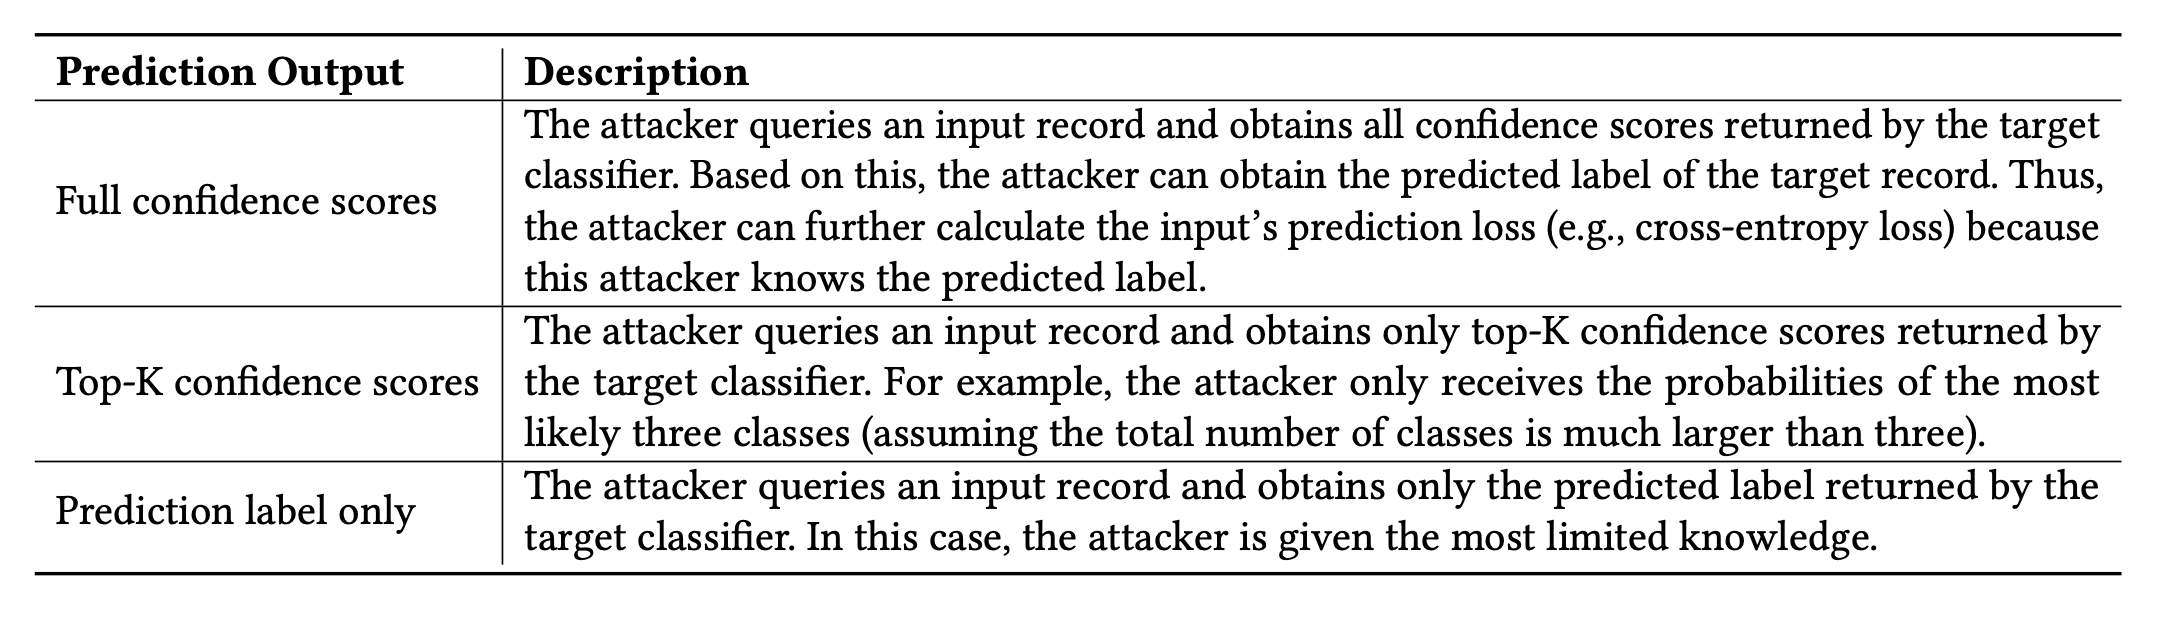 Prediction Output
Description
Full confidence scores
The attacker queries an input record and obtains all confidence scores returned by the target
classifier. Based on this, the attacker can obtain the predicted label of the target record. Thus,
the attacker can further calculate the input’s prediction loss (e.g., cross-entropy loss) because
this attacker knows the predicted label.
Top-K confidence scores
The attacker queries an input record and obtains only top-K confidence scores returned by
the target classifier. For example, the attacker only receives the probabilities of the most
likely three classes (assuming the total number of classes is much larger than three).
Prediction label only
The attacker queries an input record and obtains only the predicted label returned by the
target classifier. In this case, the attacker is given the most limited knowledge.